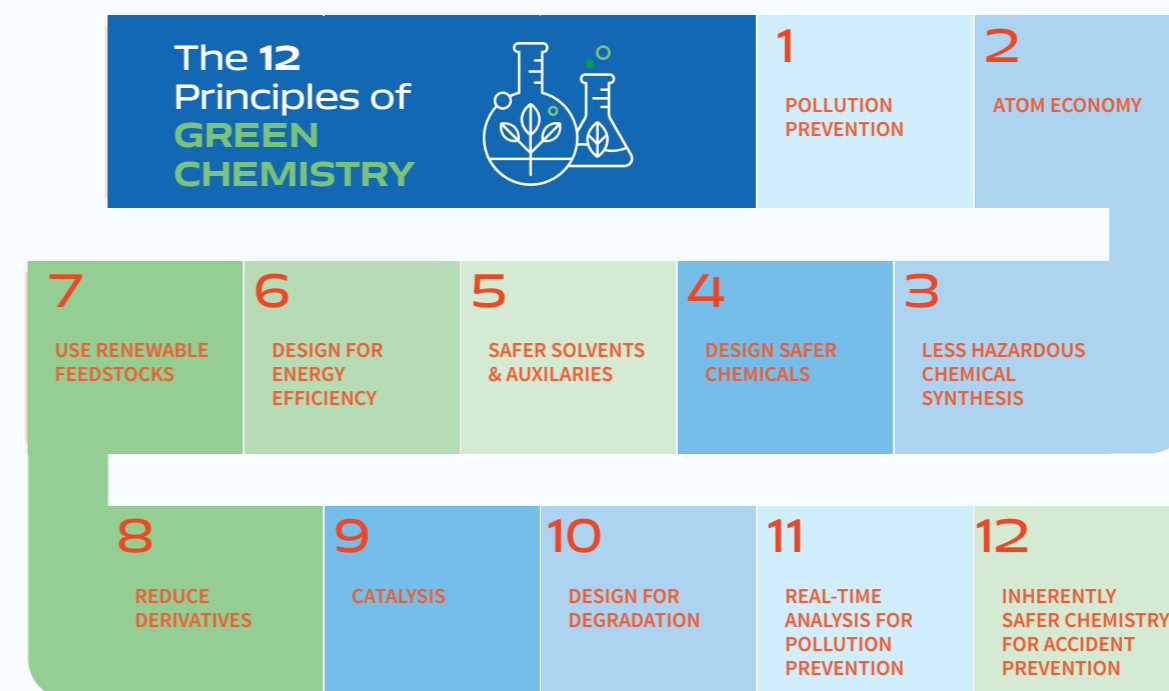 The 12
Principles of
GREEN
CHEMISTRY
1
POLLUTION
PREVENTION
2
ATOM ECONOMY
3
LESS HAZARDOUS
CHEMICAL
SYNTHESIS
4
DESIGN SAFER
CHEMICALS
5
SAFER SOLVENTS
& AUXILARIES
6
DESIGN FOR
ENERGY
EFFICIENCY
7
USE RENEWABLE
FEEDSTOCKS
8
REDUCE
DERIVATIVES
9
CATALYSIS
10
DESIGN FOR
DEGRADATION
11
REAL-TIME
ANALYSIS FOR
POLLUTION
PREVENTION
12
INHERENTLY
SAFER CHEMISTRY
FOR ACCIDENT
PREVENTION